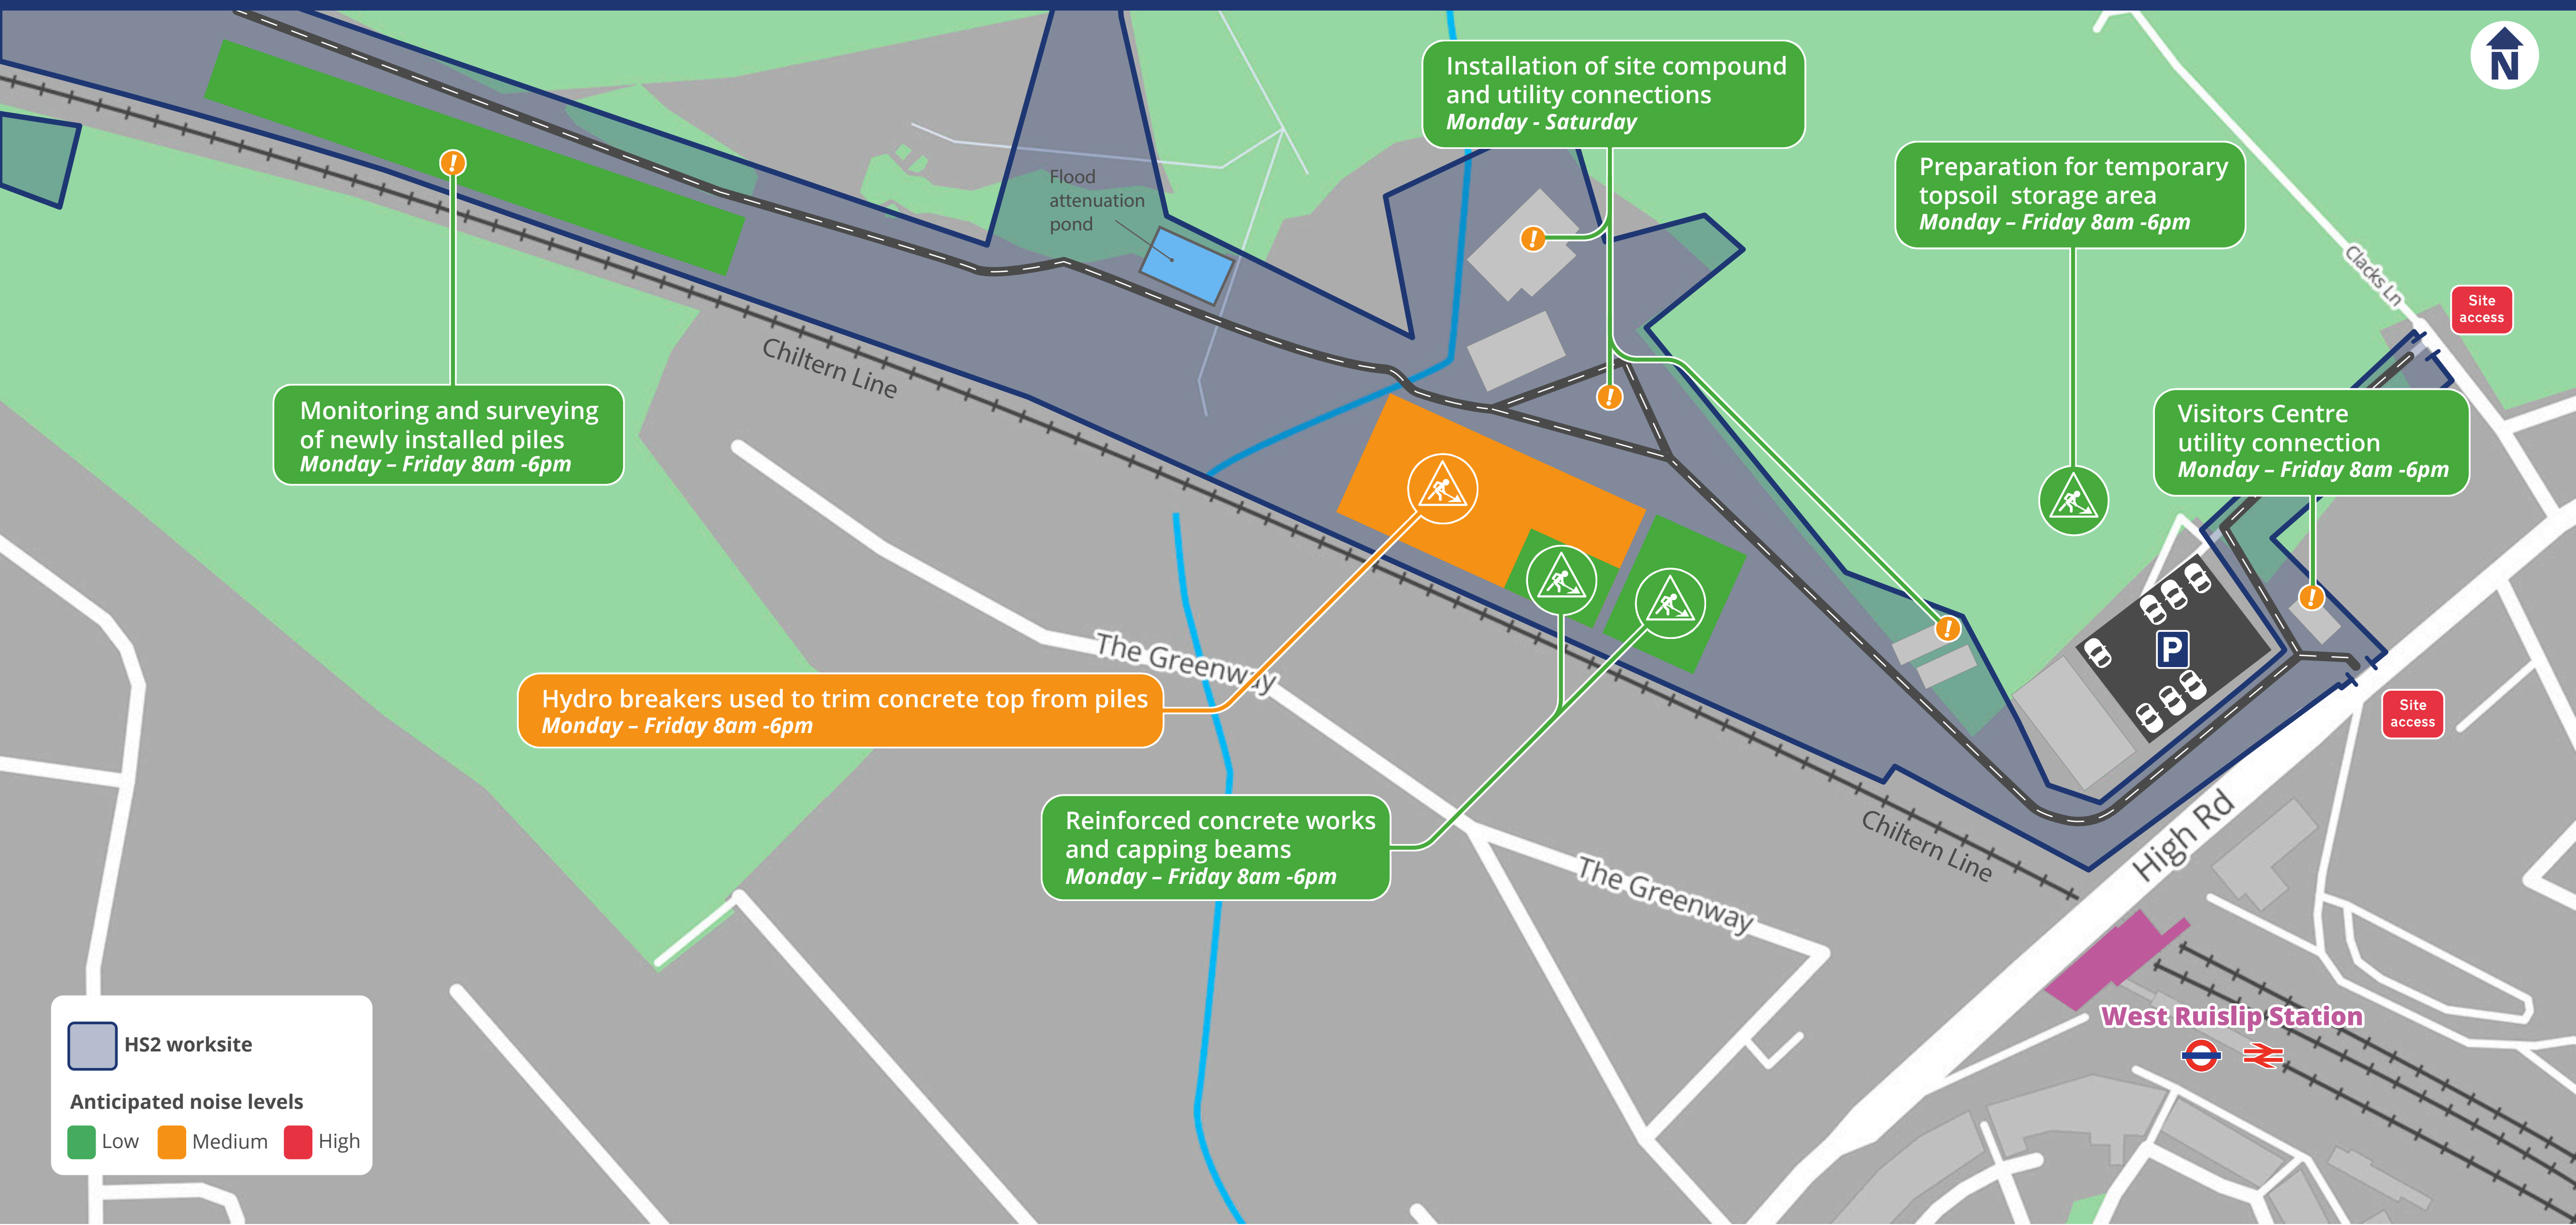 N
Installation of site compound
and utility connections
Monday - Saturday
Preparation for temporary
topsoil storage area
Monday – Friday 8am -6pm
Flood
attenuation
pond
Clacks Ln
Site
access
Chiltern Line
Monitoring and surveying
of newly installed piles
Monday – Friday 8am -6pm
Visitors Centre
utility connection
Monday – Friday 8am -6pm
!
!
!
!
!
P
The Greenway
Hydro breakers used to trim concrete top from piles
Monday – Friday 8am -6pm
Site
access
Reinforced concrete works
and capping beams
Monday – Friday 8am -6pm
Chiltern Line
High Rd
The Greenway
West Ruislip Station
HS2 worksite
Anticipated noise levels
Low
Medium
High